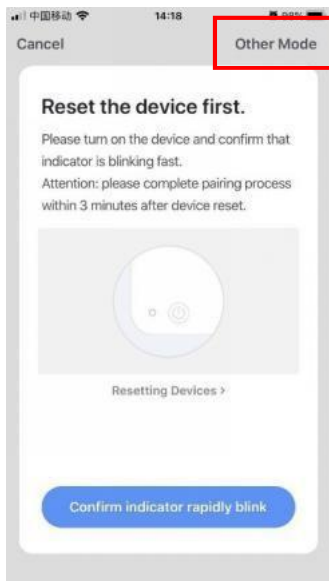 中国移动 14:18 98%
Cancel Other Mode
Reset the device first.
Please turn on the device and confirm that
indicator is blinking fast.
Attention: please complete pairing process
within 3 minutes after device reset.
Resetting Devices >
Confirm indicator rapidly blink